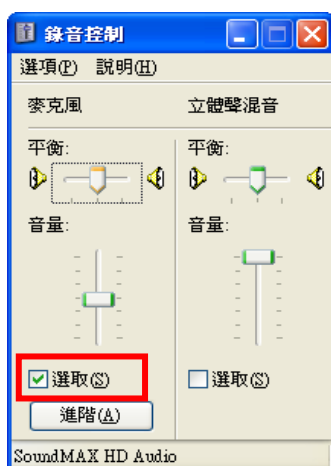 錄音控制
選項(P) 說明(H)
麥克風 立體聲混音
平衡: 平衡:
音量: 音量:
選取(S) 選取(S)
進階(A)
SoundMAX HD Audio